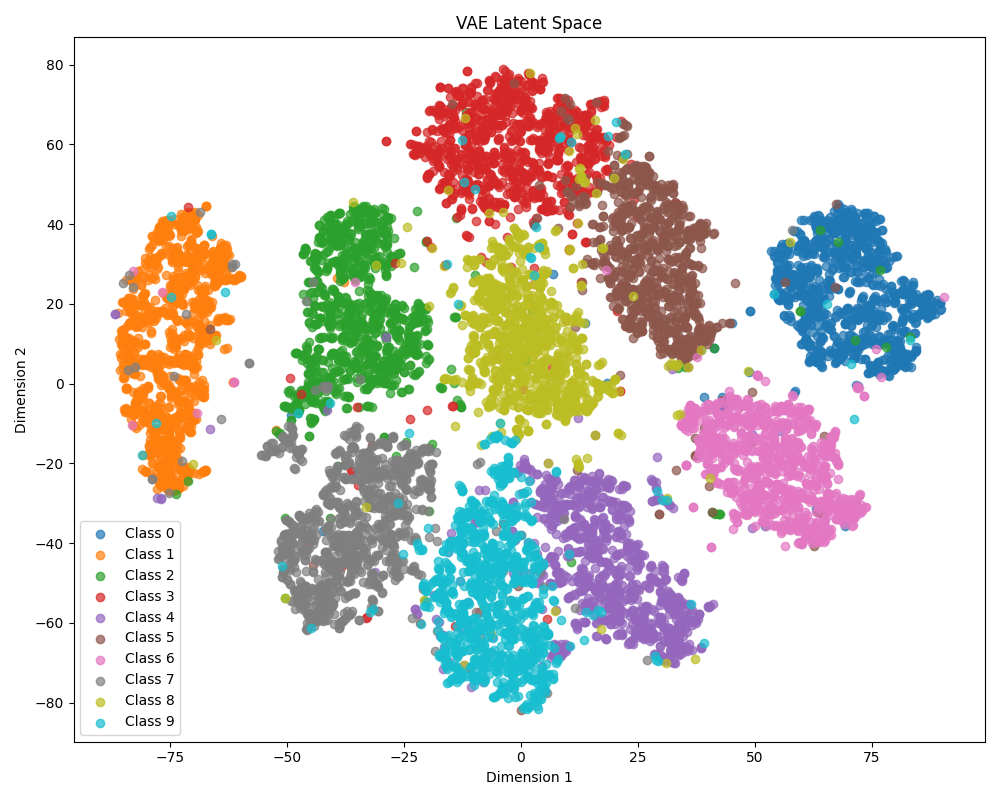 VAE Latent Space
Dimension 2
80
60
40
20
0
−20
−40
−60
−80
Class 0
Class 1
Class 2
Class 3
Class 4
Class 5
Class 6
Class 7
Class 8
Class 9
−75
−50
−25
0
25
50
75
Dimension 1